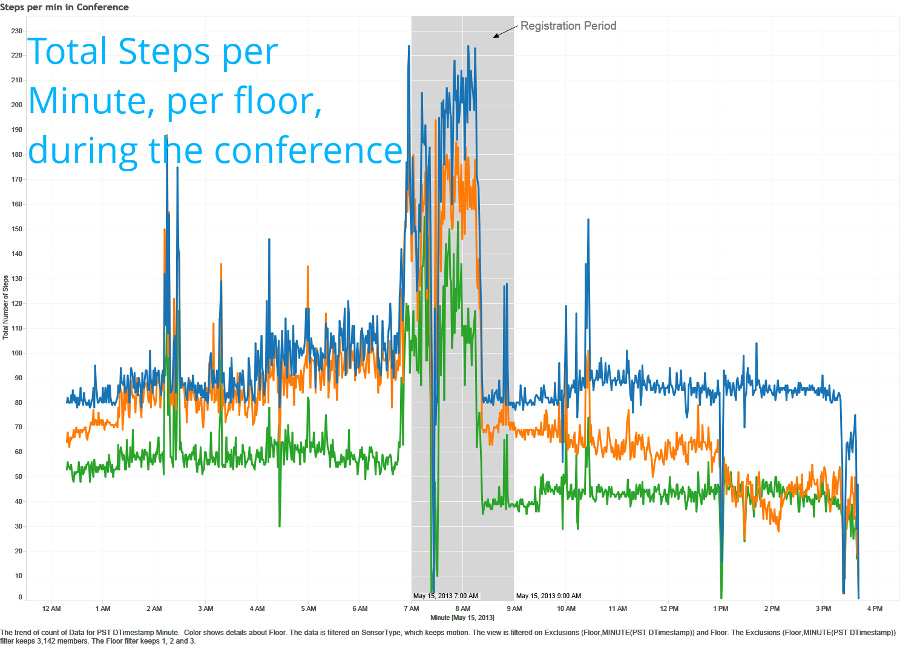 Steps per min in Conference
Total Steps per
Minute, per floor,
during the conference
Registration Period
Total Number of Steps
230
220
210
200
190
180
170
160
150
140
130
120
110
100
90
80
70
60
50
40
30
20
10
0
May 15, 2013 7:00 AM
May 15, 2013 9:00 AM
12 AM 1 AM 2 AM 3 AM 4 AM 5 AM 6 AM 7 AM 8 AM 9 AM 10 AM 11 AM 12 PM 1 PM 2 PM 3 PM 4 PM
Minute [May 15, 2013]
The trend of count of Data for PST DTimestamp Minute. Color shows details about Floor. The data is filtered on SensorType, which keeps motion. The view is filtered on Exclusions (Floor,MINUTE(PST DTimestamp)) and Floor. The Exclusions (Floor,MINUTE(PST DTimestamp))
filter keeps 3,142 members. The Floor filter keeps 1, 2 and 3.